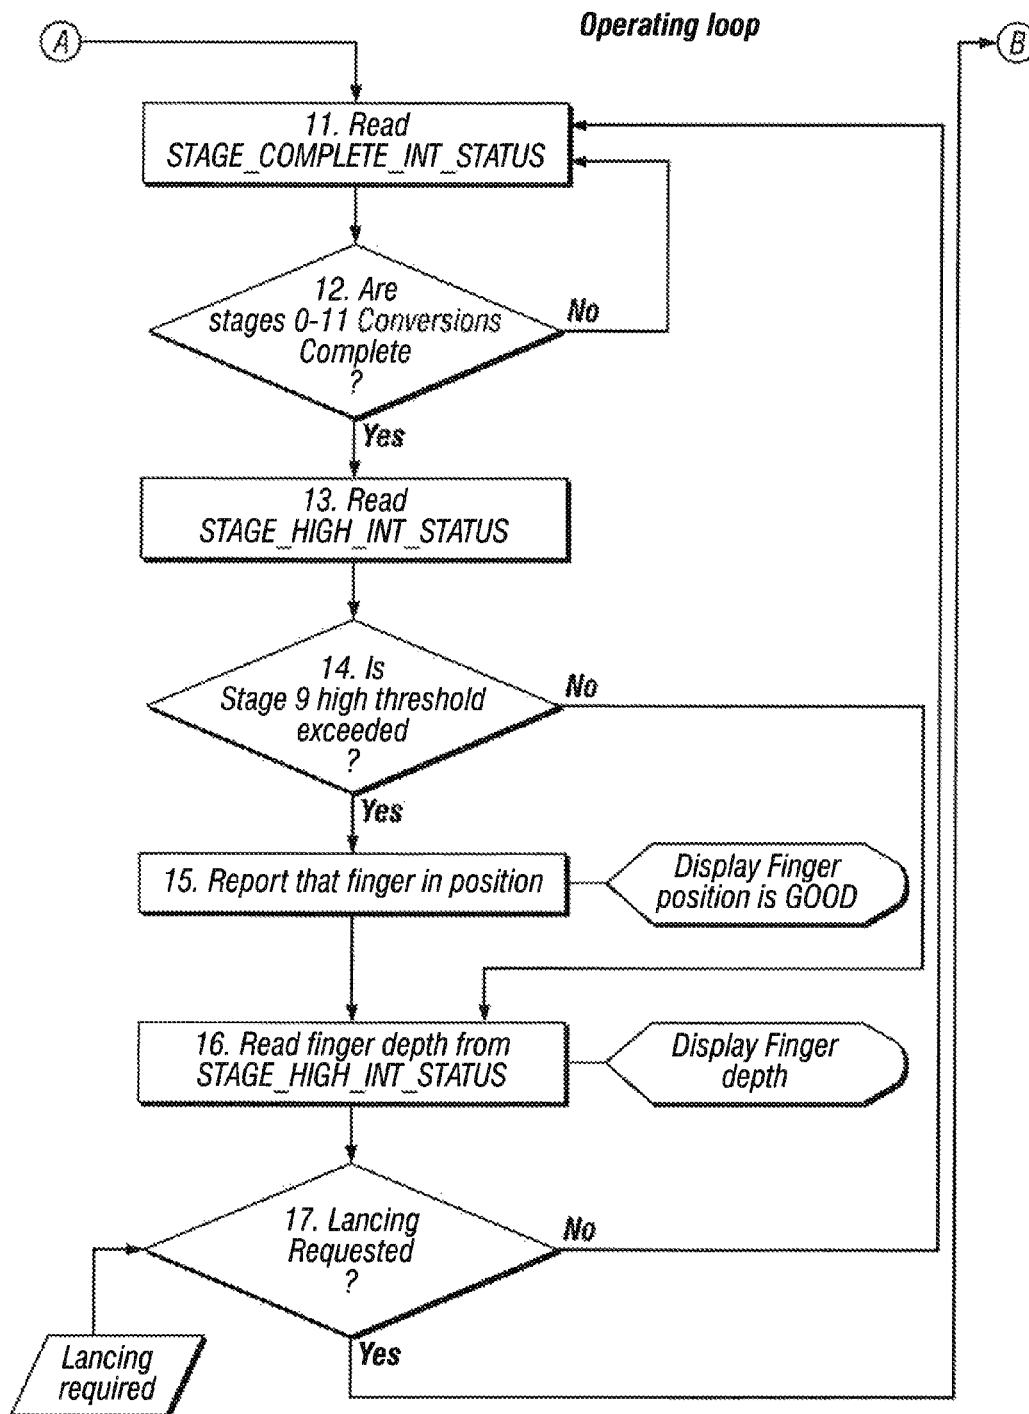 Operating loop
A
B
11. Read
STAGE_COMPLETE_INT_STATUS
12. Are
stages 0-11 Conversions
Complete
?
No
Yes
13. Read
STAGE_HIGH_INT_STATUS
14. Is
Stage 9 high threshold
exceeded
?
No
Yes
15. Report that finger in position
Display Finger
position is GOOD
16. Read finger depth from
STAGE_HIGH_INT_STATUS
Display Finger
depth
17. Lancing
Requested
?
No
Yes
Lancing
required